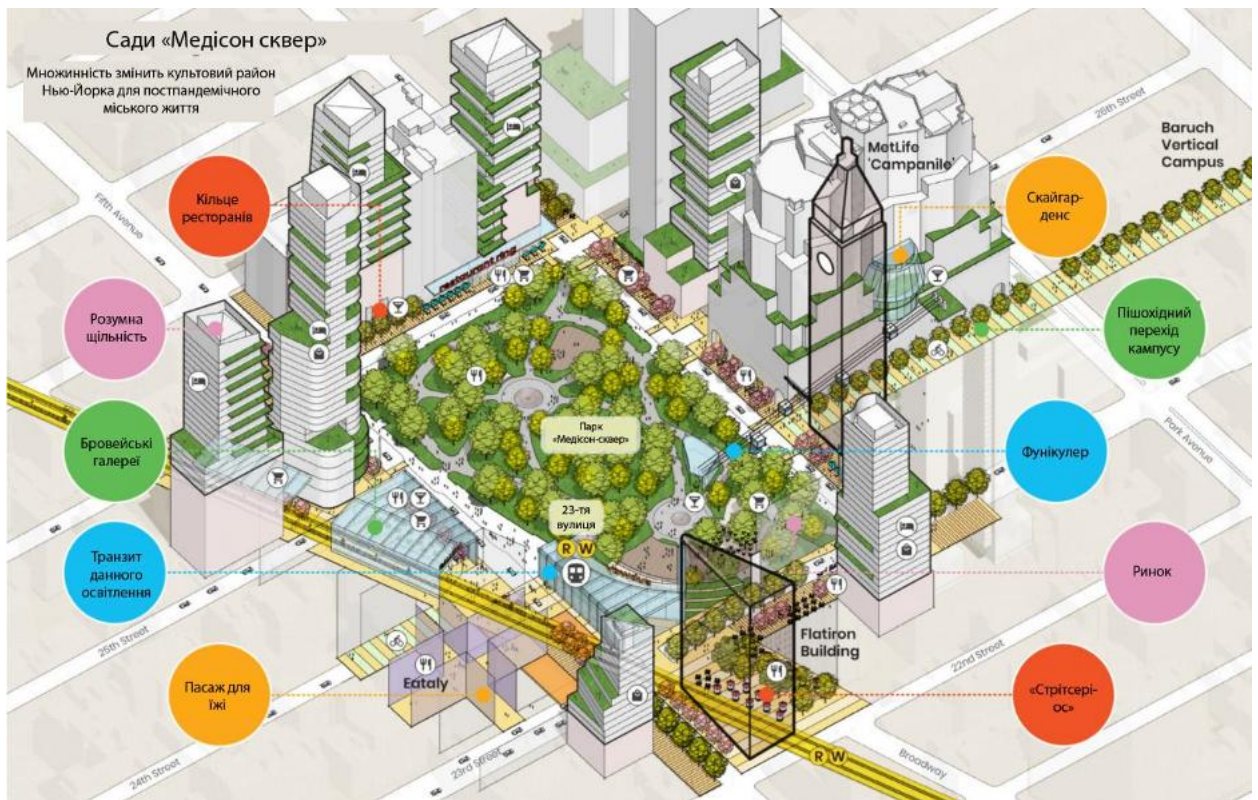 Сади «Медісон сквер»
Множинність змінить культовий район
Нью-Йорка для постпандемічного
міського життя
26th Street
Baruch
Vertical
Campus
MetLife
'Campanile'
Fifth Avenue
Кільце
ресторанів
Скайгар-
денс
restaurant ring
Розумна
щільність
Пішохідний
перехід
кампусу
Park Avenue
Бровейські
галереї
Парк
«Медісон-сквер»
Фунікулер
23-тя
вулиця
R W
Транзит
данного
освітлення
Ринок
25th Street
Flatiron
Building
22nd Street
Пасаж для
їжі
Eataly
«Стрітсері-
ос»
24th Street
23rd Street
R W
Broadway